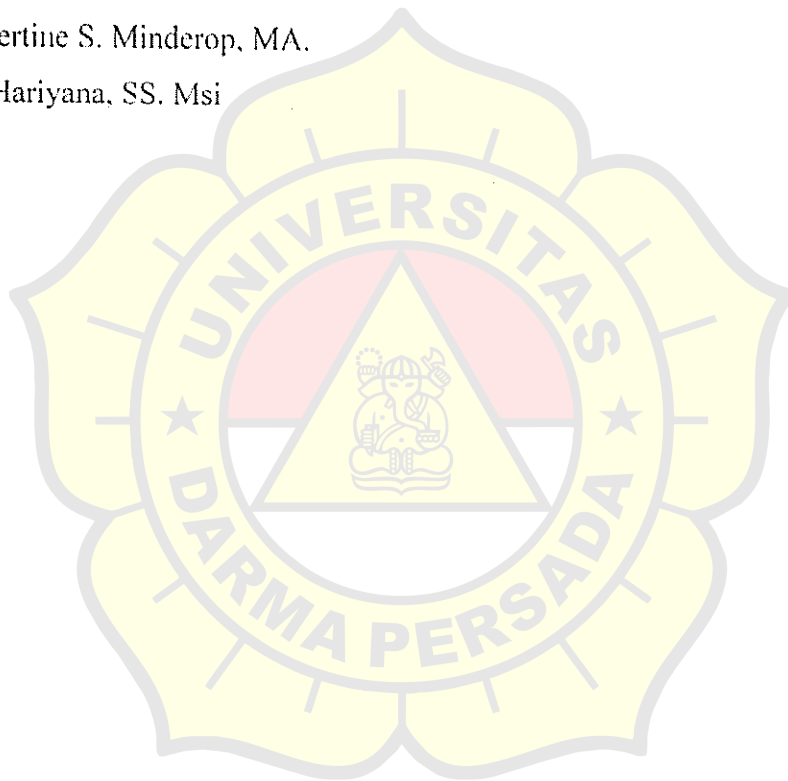 ertine S. Minderop, MA.
Hariyana, SS. Msi
UNIVERSITAS
DARMA PERSADA